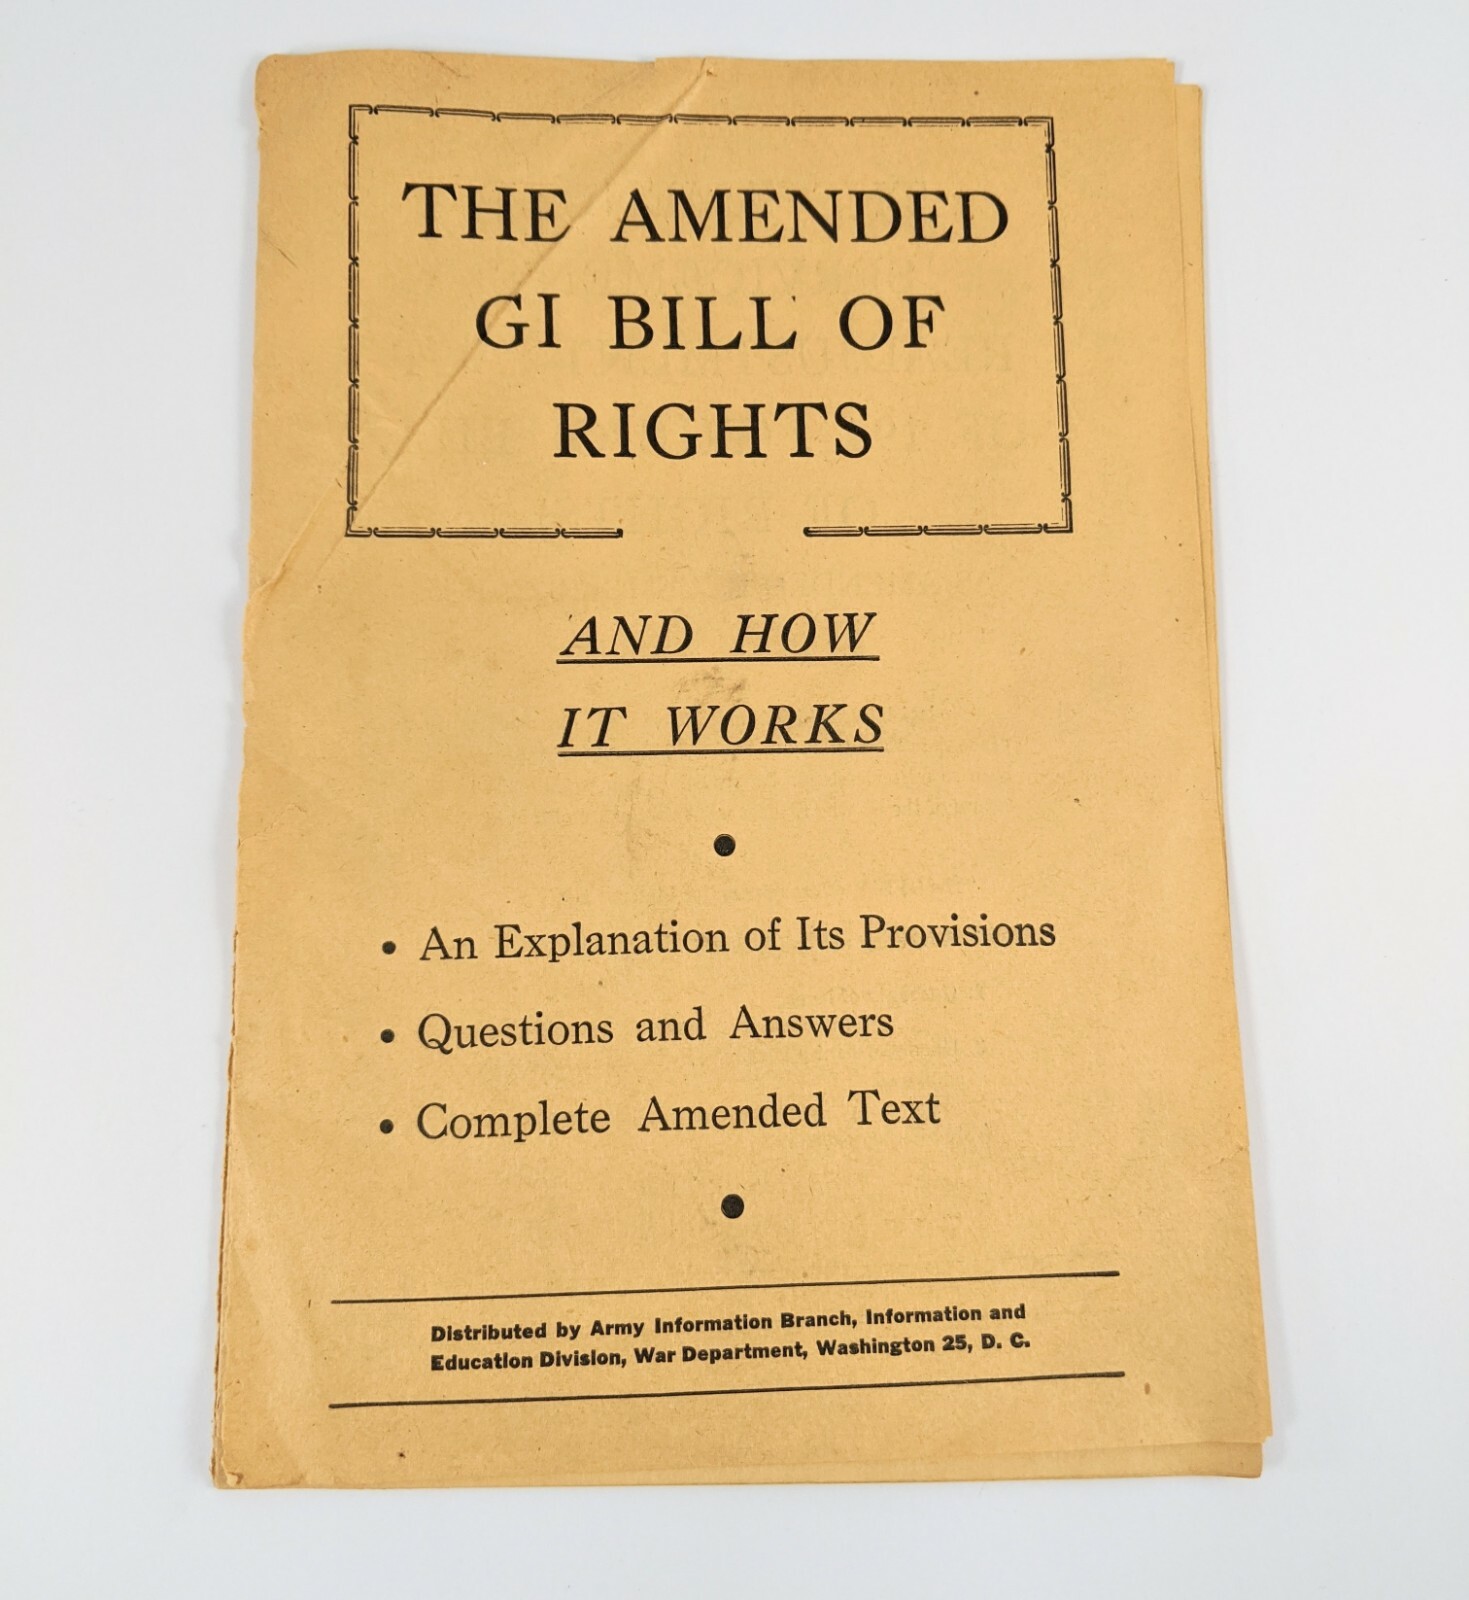 THE AMENDED
GI BILL OF
RIGHTS
AND HOW
IT WORKS
• An Explanation of Its Provisions
• Questions and Answers
• Complete Amended Text
Distributed by Army Information Branch, Information and
Education Division, War Department, Washington 25, D. C.